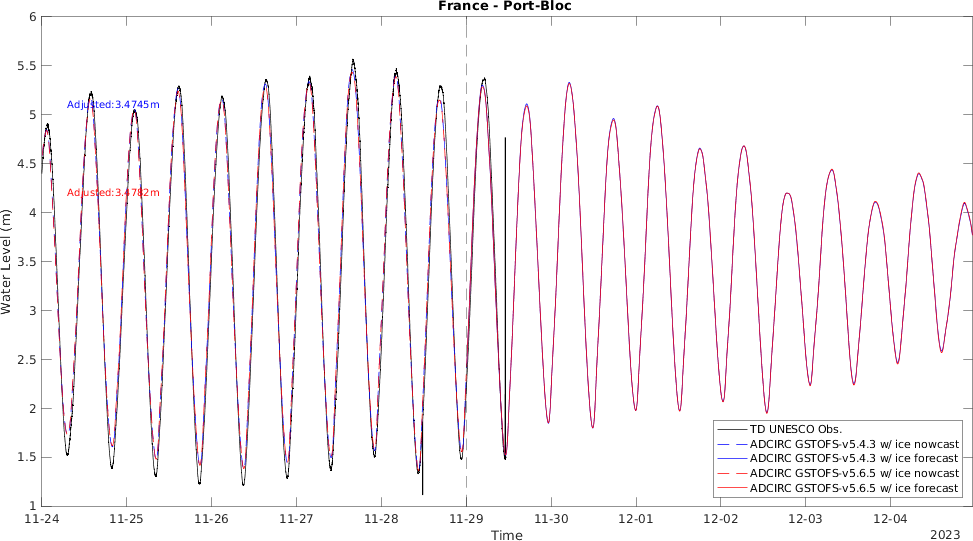 France - Port-Bloc
6
5.5
5
4.5
4
3.5
3
2.5
2
1.5
1
Water Level (m)
Adjusted:3.4745m
Adjusted:3.4782m
TD UNESCO Obs.
ADCIRC GSTOFS-v5.4.3 w/ ice nowcast
ADCIRC GSTOFS-v5.4.3 w/ ice forecast
ADCIRC GSTOFS-v5.6.5 w/ ice nowcast
ADCIRC GSTOFS-v5.6.5 w/ ice forecast
11-24 11-25 11-26 11-27 11-28 11-29 11-30 12-01 12-02 12-03 12-04
Time
2023